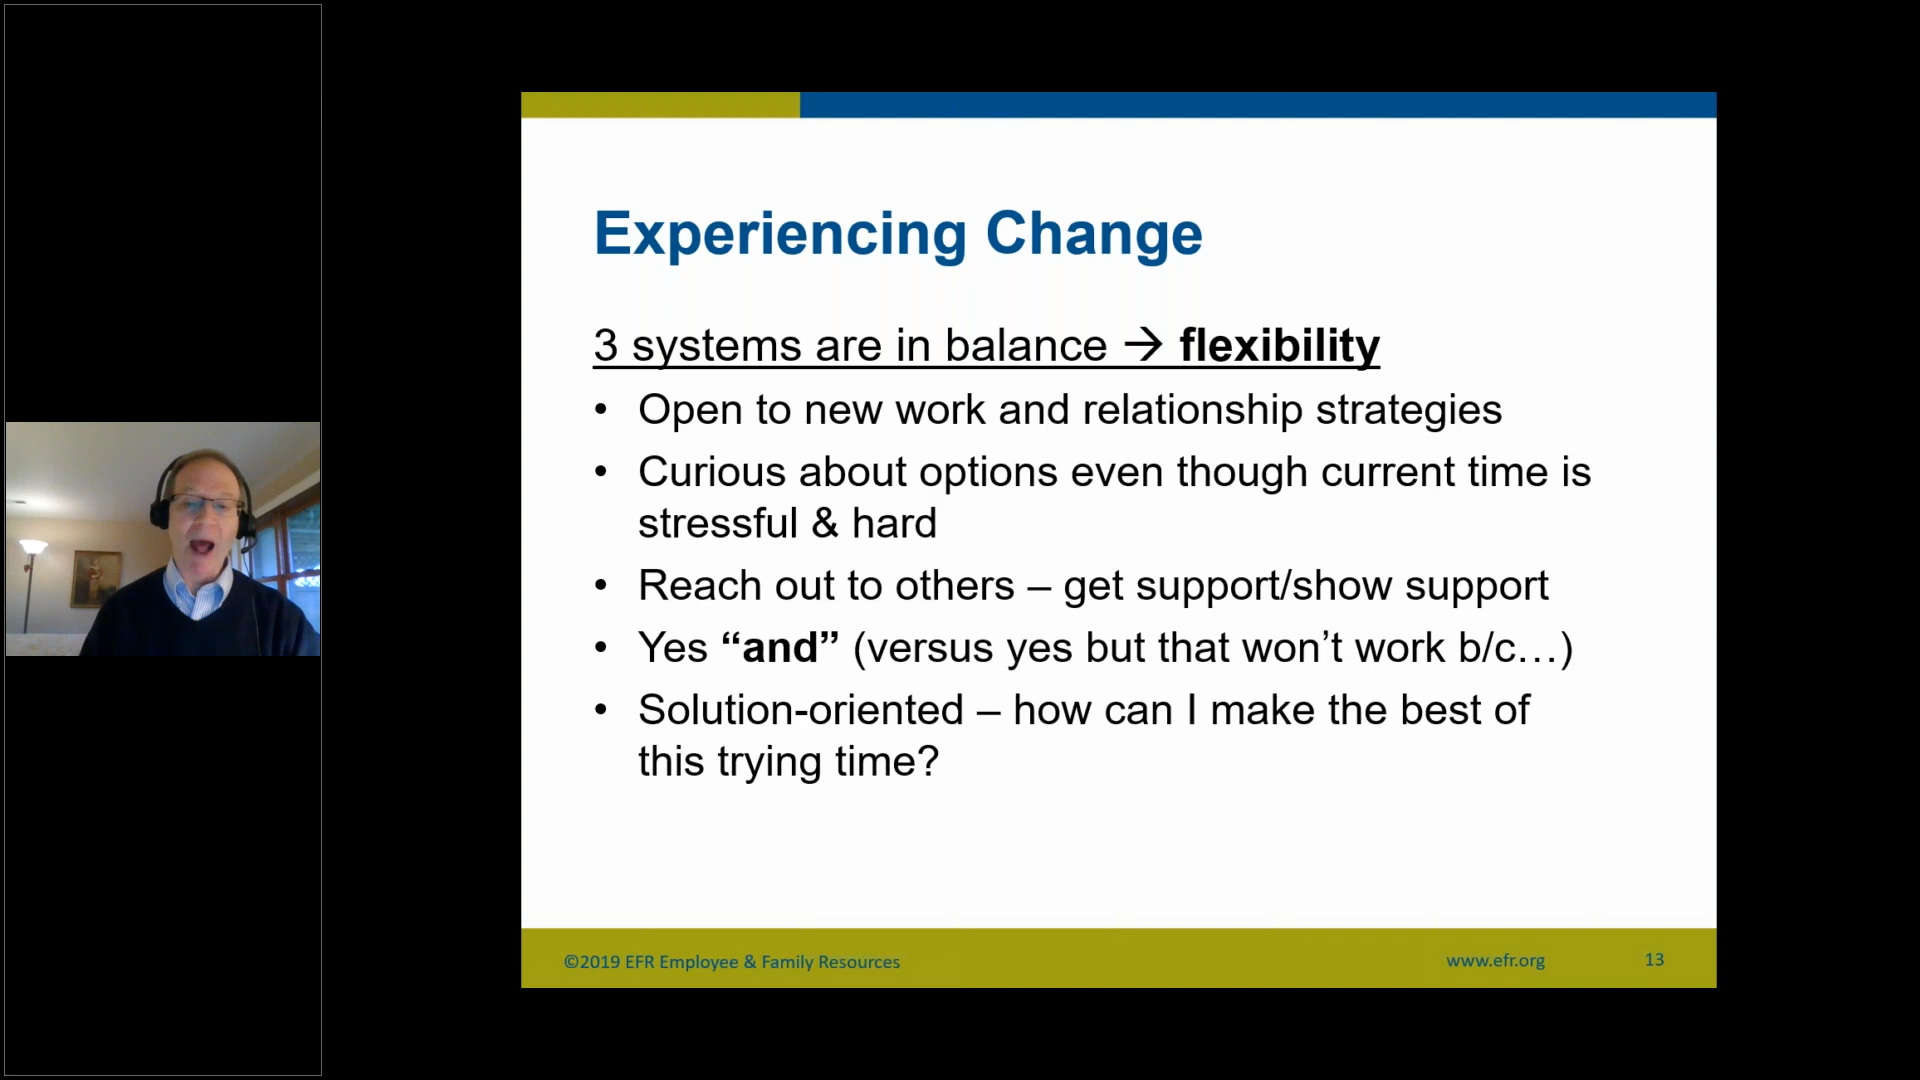 Experiencing Change
3 systems are in balance → flexibility
• Open to new work and relationship strategies
• Curious about options even though current time is
stressful & hard
• Reach out to others – get support/show support
• Yes “and” (versus yes but that won’t work b/c…)
• Solution-oriented – how can I make the best of
this trying time?
©2019 EFR Employee & Family Resources
www.efr.org
13